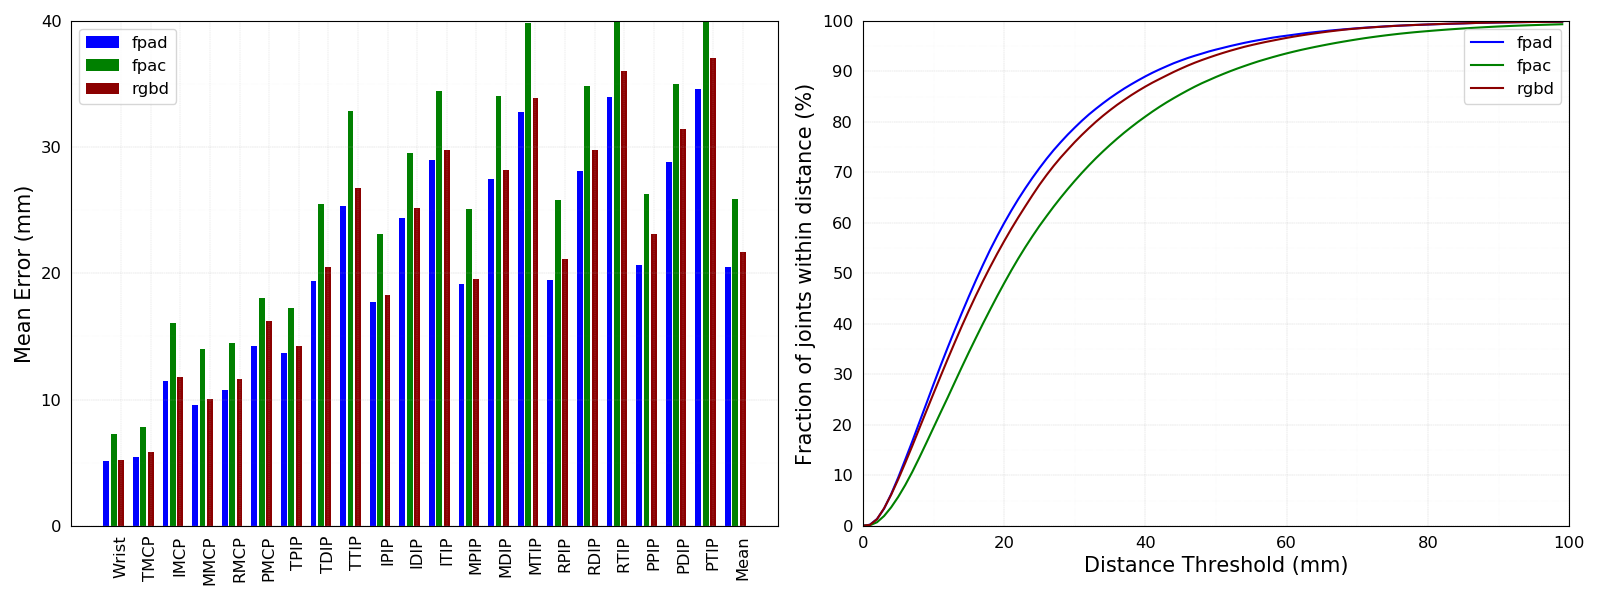 Mean Error (mm)
40
30
20
10
0
fpad
fpac
rgbd
Wrist
TMCP
IMCP
MMCP
RMCP
PMCP
TPIP
TDIP
TTIP
IPIP
IDIP
ITIP
MPIP
MDIP
MTIP
RPIP
RDIP
RTIP
PPIP
PDIP
PTIP
Mean
Fraction of joints within distance (%)
100
90
80
70
60
50
40
30
20
10
0
fpad
fpac
rgbd
0
20
40
60
80
100
Distance Threshold (mm)